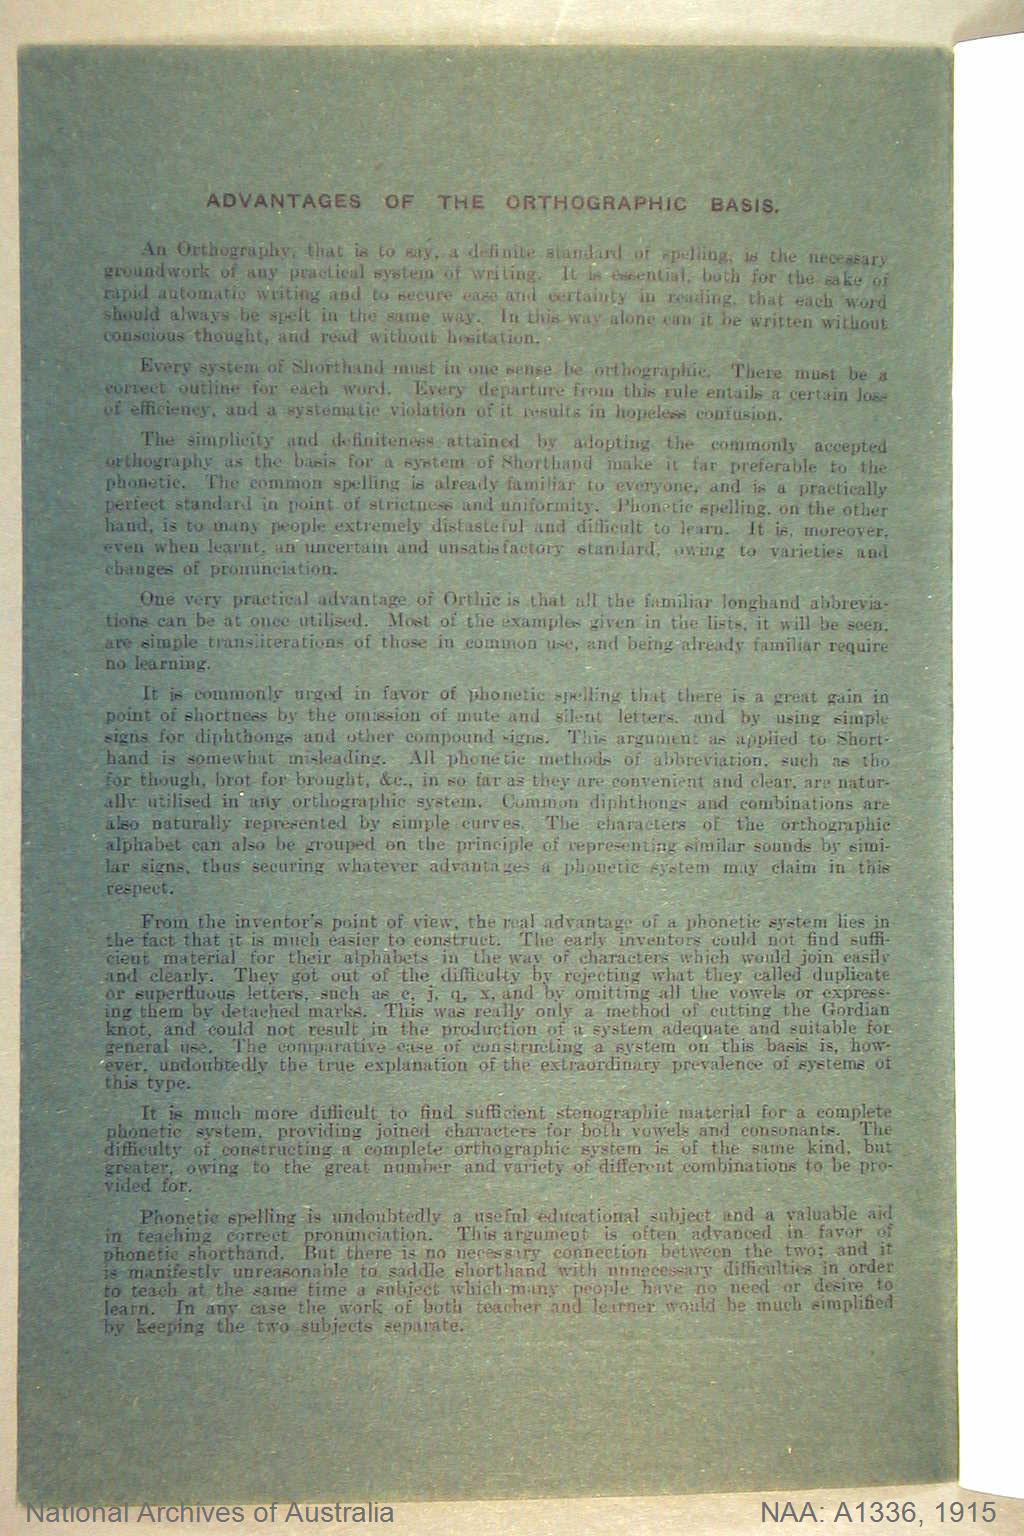 ADVANTAGES OF THE ORTHOGRAPHIC BASIS.
An Orthography, that is to say, a definite standard of spelling, is the necessary
groundwork of any practical system of writing. It is essential, both for the sake of
rapid automatic writing and to secure ease and certainty in reading, that each word
should always be spelt in the same way. In this way alone can it be written without
conscious thought, and read without hesitation.
Every system of Shorthand must in one sense be orthographic. There must be a
correct outline for each word. Every departure from this rule entails a certain loss
of efficiency, and a systematic violation of it results in hopeless confusion.
The simplicity and definiteness attained by adopting the commonly accepted
orthography as the basis for a system of Shorthand make it far preferable to the
phonetic. The common spelling is already familiar to everyone, and is a practically
perfect standard in point of strictness and uniformity. Phonetic spelling, on the other
hand, is to many people extremely distasteful and difficult to learn. It is, moreover,
even when learnt, an uncertain and unsatisfactory standard, owing to varieties and
changes of pronunciation.
One very practical advantage of Orthic is that all the familiar longhand abbrevia-
tions can be at once utilised. Most of the examples given in the lists, it will be seen,
are simple transliterations of those in common use, and being already familiar require
no learning.
It is commonly urged in favor of phonetic spelling that there is a great gain in
point of shortness by the omission of mute and silent letters, and by using simple
signs for diphthongs and other compound signs. This argument as applied to Short-
hand is somewhat misleading. All phonetic methods of abbreviation, such as tho
for though, brot for brought, &c., in so far as they are convenient and clear, are natur-
ally utilised in any orthographic system. Common diphthongs and combinations are
also naturally represented by simple curves. The characters of the orthographic
alphabet can also be grouped on the principle of representing similar sounds by simi-
lar signs, thus securing whatever advantages a phonetic system may claim in this
respect.
From the inventor's point of view, the real advantage of a phonetic system lies in
the fact that it is much easier to construct. The early inventors could not find suffi-
cient material for their alphabets in the way of characters which would join easily
and clearly. They got out of the difficulty by rejecting what they called duplicate
or superfluous letters, such as c, j, q, x, and by omitting all the vowels or express-
ing them by detached marks. This was really only a method of cutting the Gordian
knot, and could not result in the production of a system adequate and suitable for
general use. The comparative ease of constructing a system on this basis is, how-
ever, undoubtedly the true explanation of the extraordinary prevalence of systems of
this type.
It is much more difficult to find sufficient stenographic material for a complete
phonetic system, providing joined characters for both vowels and consonants. The
difficulty of constructing a complete orthographic system is of the same kind, but
greater, owing to the great number and variety of different combinations to be pro-
vided for.
Phonetic spelling is undoubtedly a useful educational subject and a valuable aid
in teaching correct pronunciation. This argument is often advanced in favor of
phonetic shorthand. But there is no necessary connection between the two; and it
is manifestly unreasonable to saddle shorthand with unnecessary difficulties in order
to teach at the same time a subject which many people have no need or desire to
learn. In any case the work of both teacher and learner would be much simplified
by keeping the two subjects separate.
National Archives of Australia
NAA: A1336, 1915